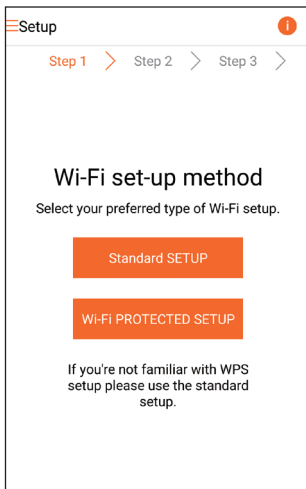 Setup
i
Step 1 Step 2 Step 3
Wi-Fi set-up method
Select your preferred type of Wi-Fi setup.
Standard SETUP
Wi-Fi PROTECTED SETUP
If you're not familiar with WPS
setup please use the standard
setup.